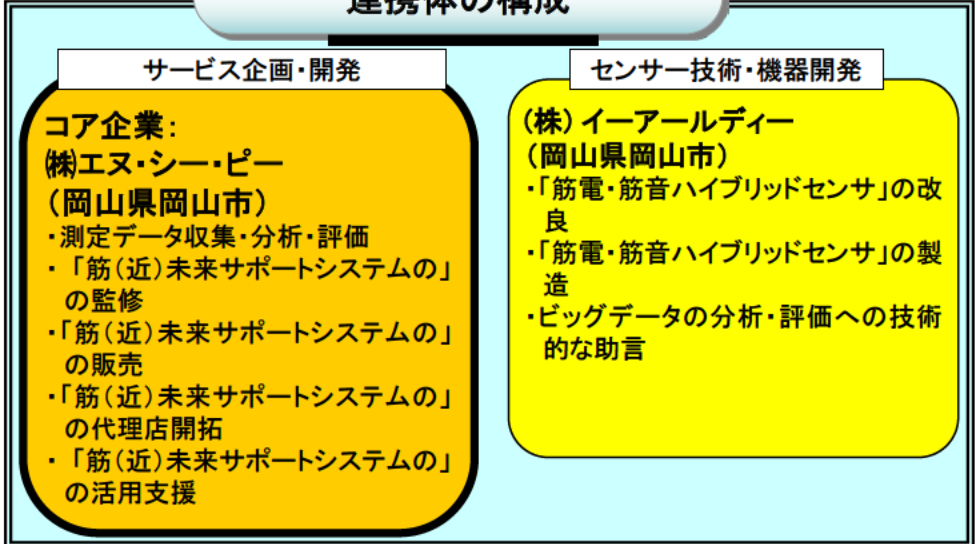 連携体の構成
サービス企画・開発
コア企業：
㈱エヌ・シー・ピー
（岡山県岡山市）
・測定データ収集・分析・評価
・「筋（近）未来サポートシステムの」
の監修
・「筋（近）未来サポートシステムの」
の販売
・「筋（近）未来サポートシステムの」
の代理店開拓
・「筋（近）未来サポートシステムの」
の活用支援
センサー技術・機器開発
（株）イーアールディー
（岡山県岡山市）
・「筋電・筋音ハイブリッドセンサ」の改
良
・「筋電・筋音ハイブリッドセンサ」の製
造
・ビッグデータの分析・評価への技術
的な助言